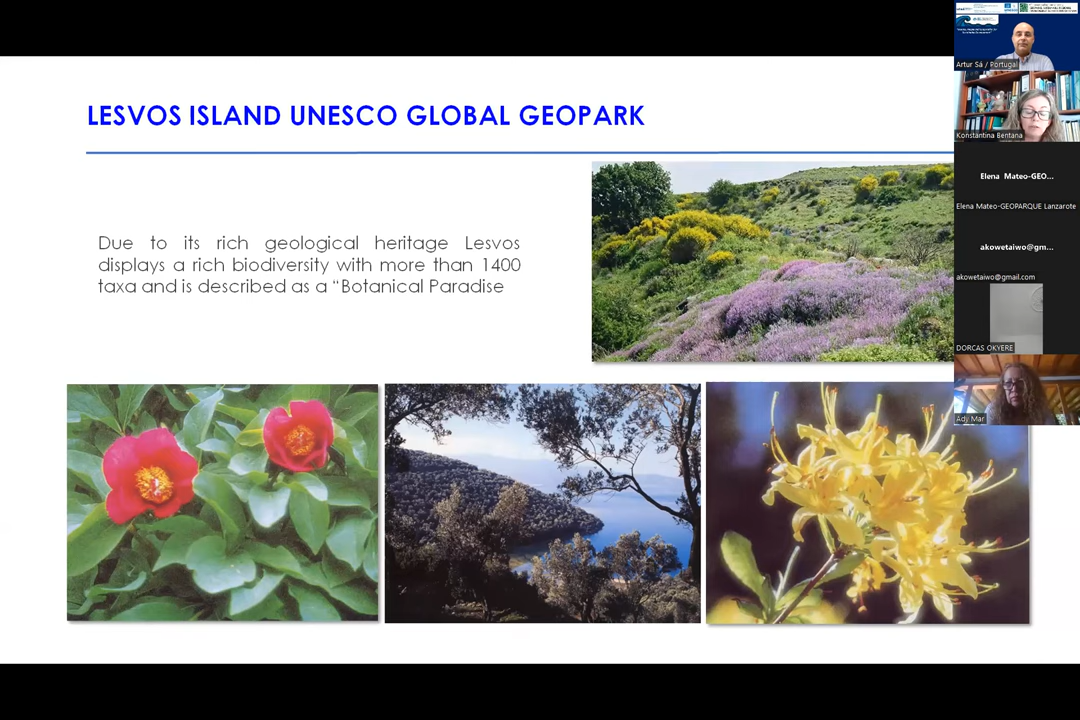 LESVOS ISLAND UNESCO GLOBAL GEOPARK
Due to its rich geological heritage Lesvos
displays a rich biodiversity with more than 1400
taxa and is described as a “Botanical Paradise
Artur Sá / Portugal
Konstantina Bentana
Elena Mateo-GEO...
Elena Mateo-GEOPARQUE Lanzarote
akowetaiwo@gm...
akowetaiwo@gmail.com
DORCAS OKYERE
Ady Mar